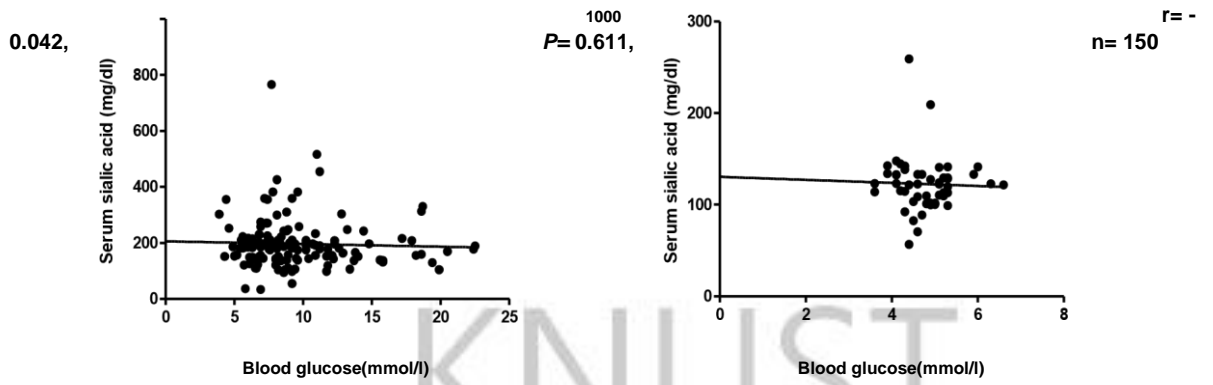 1000 r= -
0.042, P= 0.611, n= 150
300
800
600
400
200
0
0 5 10 15 20 25
Serum sialic acid (mg/dl)
Blood glucose(mmol/l)
200
100
0
0 2 4 6 8
Serum sialic acid (mg/dl)
Blood glucose(mmol/l)
KNUST